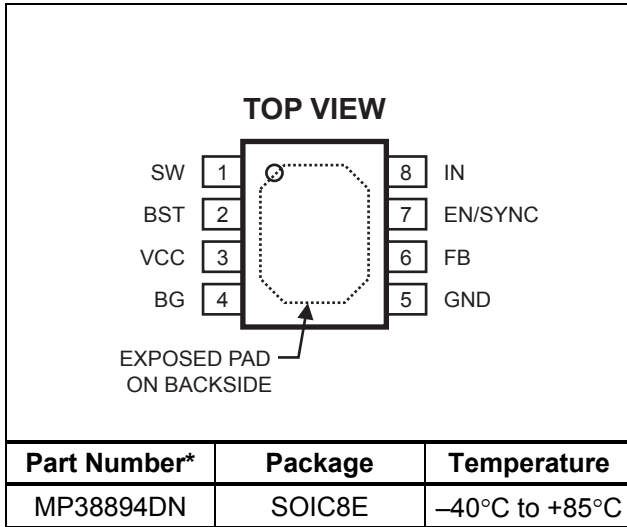 TOP VIEW
SW 1 8 IN
BST 2 7 EN/SYNC
VCC 3 6 FB
BG 4 5 GND
EXPOSED PAD
ON BACKSIDE
Part Number* Package Temperature
MP38894DN SOIC8E –40°C to +85°C